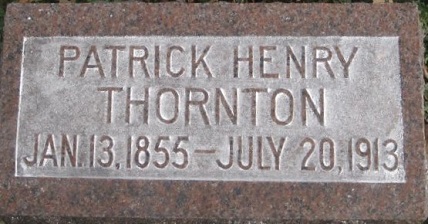 PATRICK HENRY
THORNTON
JAN. 13, 1855 – JULY 20, 1913